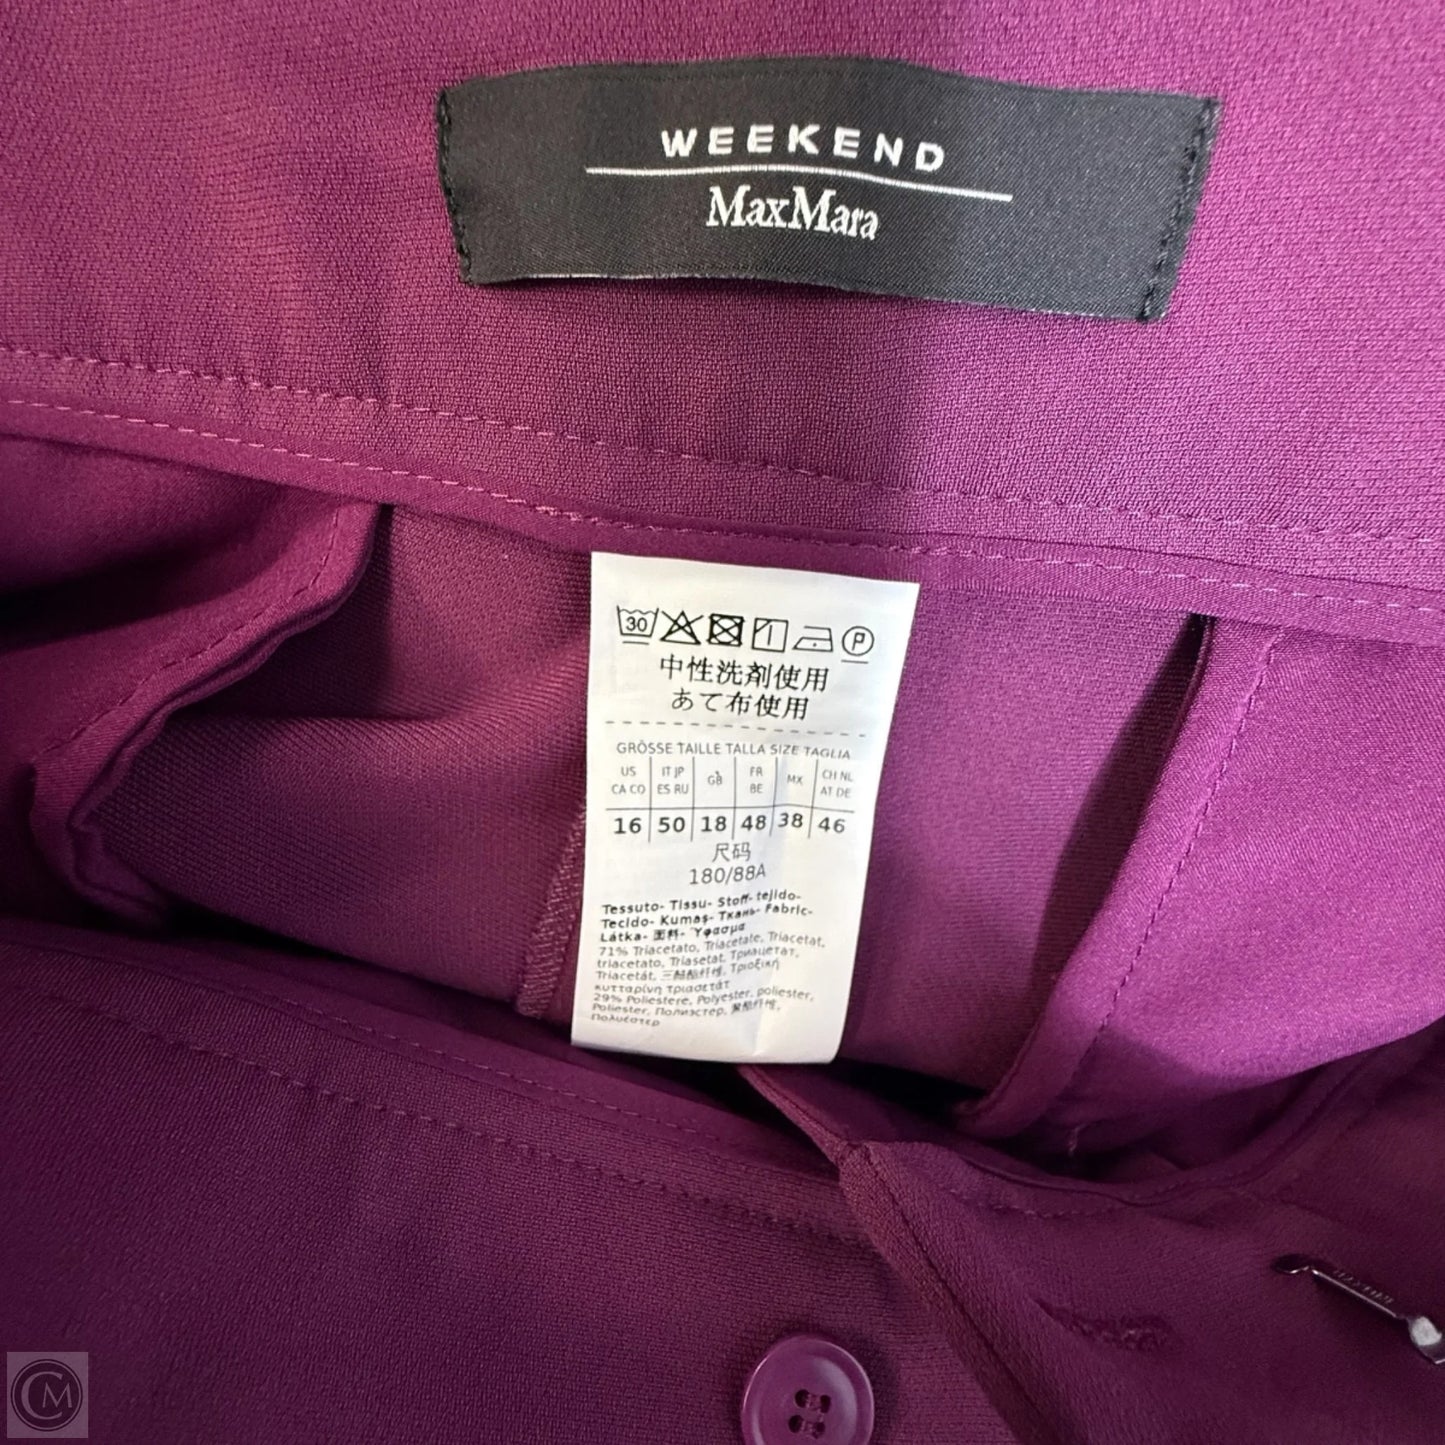 WEEKEND
MaxMara
30 1 P
中性洗剤使用
あて布使用
GRÖSSE TAILLE TALLA SIZE TAGLIA
US IT JP GB FR MX CH NL
CA CO ES RU BE AT DE
16 50 18 48 38 46
尺码
180/88A
Tessuto- Tissu- Stoff- tejido-
Tecido- Kumaş- Ткань- Fabric-
Látka- 面料- Ύφασμα
71% Triacetato, Triacetate, Triacetat,
triacetato, Triasetat, Триацетат,
Triacetát, 三醋酯纤维, Τριοξική
κυτταρίνη τριασετάτ
29% Poliestere, Polyester, poliester,
Poliester, Полиэстер, 聚酯纤维,
Πολυέστερ
CM